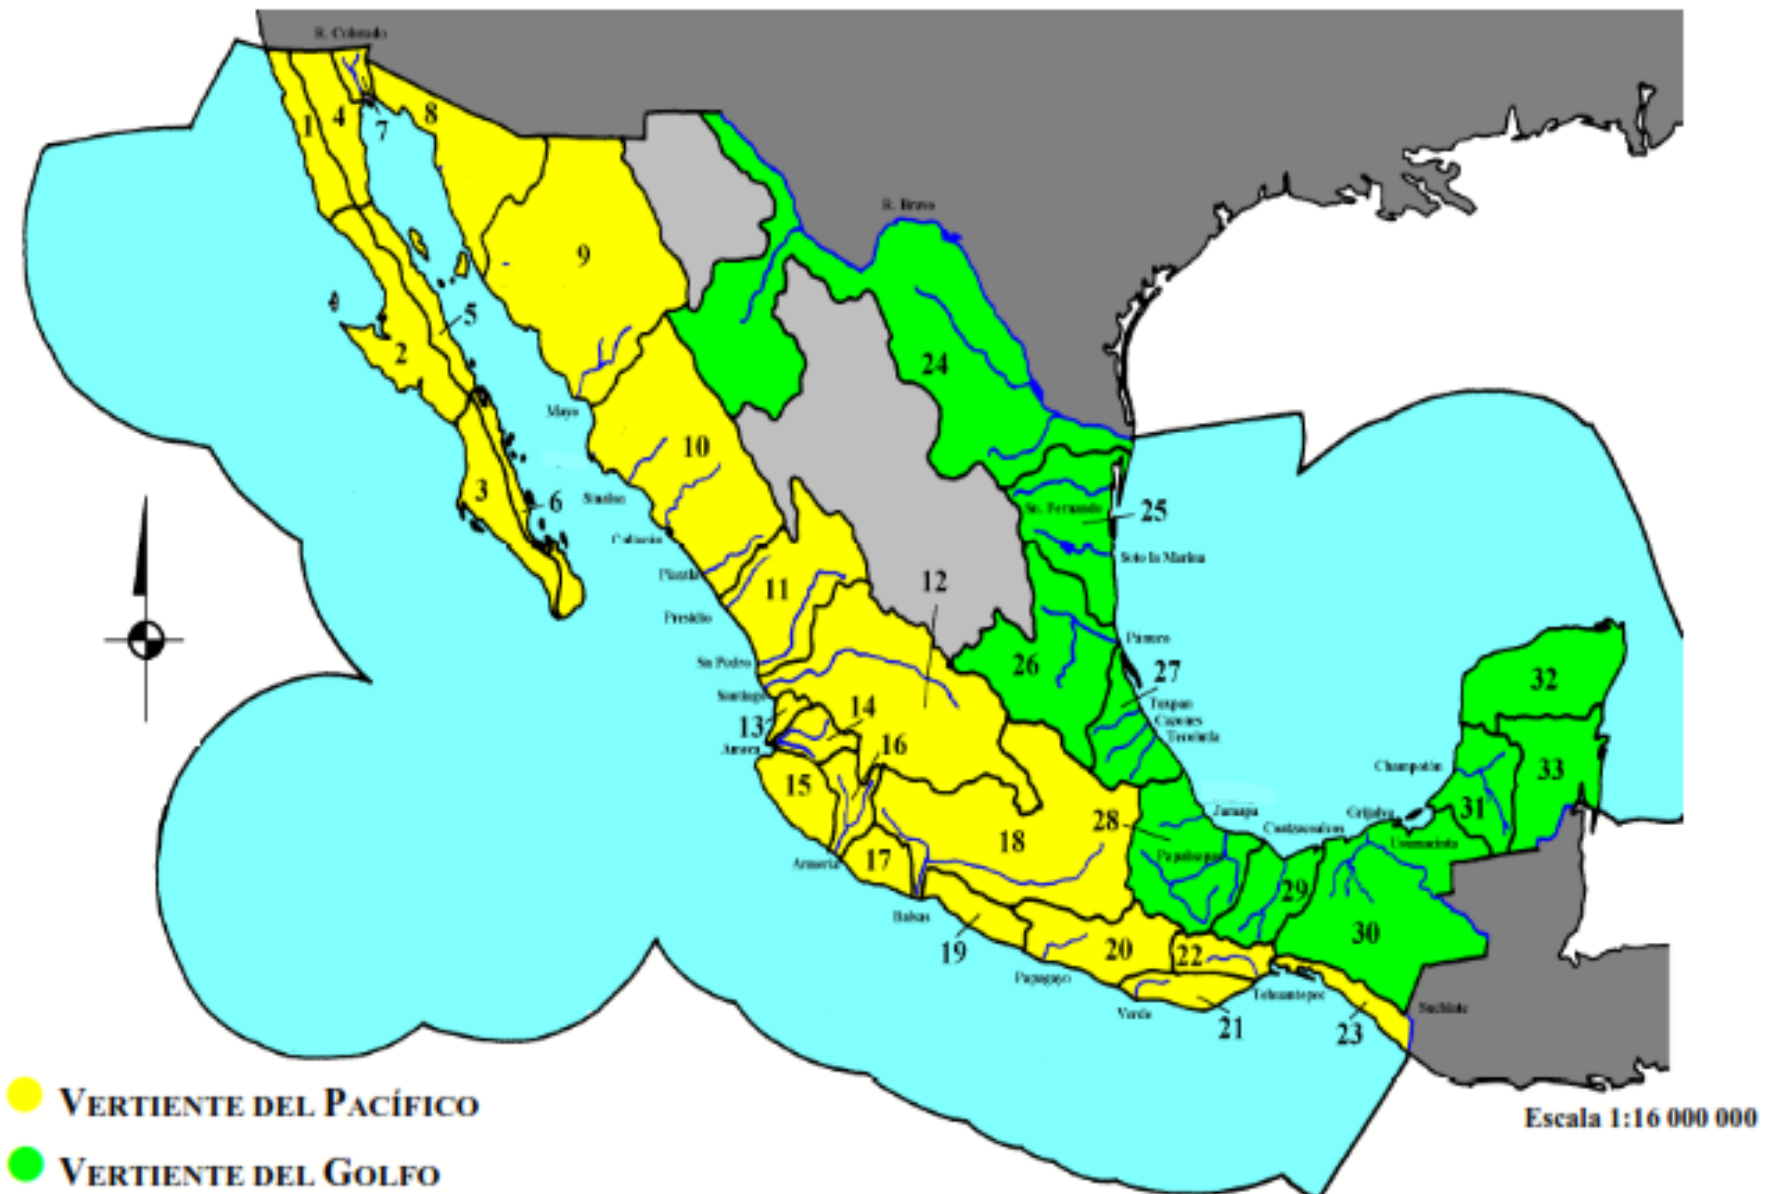 R. Colorado
8
1
4
7
R. Bravo
9
5
2
24
Mayo
10
3
6
Sinaloa
Sn. Fernando
25
Culiacán
Soto la Marina
Piaxtla
11
12
Presidio
Pánuco
Sn Pedro
26
27
32
Santiago
Tuxpan
13
14
Cazones
Tecolutla
Ameca
16
Champotón
33
15
Jamapa
Grijalva
28
Coatzacoalcos
31
18
Usumacinta
Papaloapan
Armería
17
29
Balsas
30
19
20
22
Papagayo
Tehuantepec
Verde
21
23
Suchiate
VERTIENTE DEL PACÍFICO
Escala 1:16 000 000
VERTIENTE DEL GOLFO